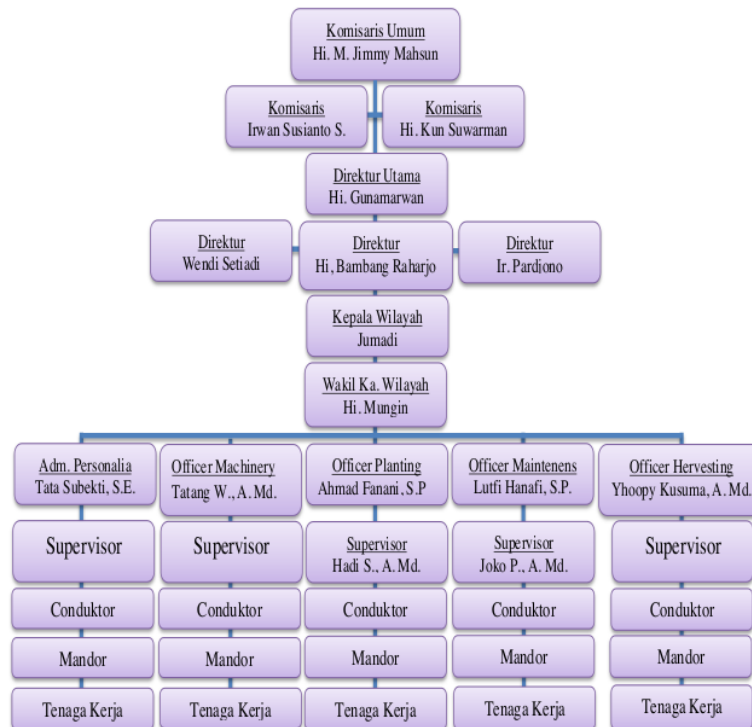 Komisaris Umum
Hi. M. Jimmy Mahsun
Komisaris
Irwan Susianto S.
Komisaris
Hi. Kun Suwarman
Direktur Utama
Hi. Gunamarwan
Direktur
Wendi Setiadi
Direktur
Hi, Bambang Raharjo
Direktur
Ir. Pardiono
Kepala Wilayah
Jumadi
Wakil Ka. Wilayah
Hi. Mungin
Adm. Personalia
Tata Subekti, S.E.
Officer Machinery
Tatang W., A. Md.
Officer Planting
Ahmad Fanani, S.P
Officer Maintenens
Lutfi Hanafi, S.P.
Officer Hervesting
Yhoopy Kusuma, A. Md.
Supervisor
Supervisor
Supervisor
Hadi S., A. Md.
Supervisor
Joko P., A. Md.
Supervisor
Conduktor
Conduktor
Conduktor
Conduktor
Conduktor
Mandor
Mandor
Mandor
Mandor
Mandor
Tenaga Kerja
Tenaga Kerja
Tenaga Kerja
Tenaga Kerja
Tenaga Kerja